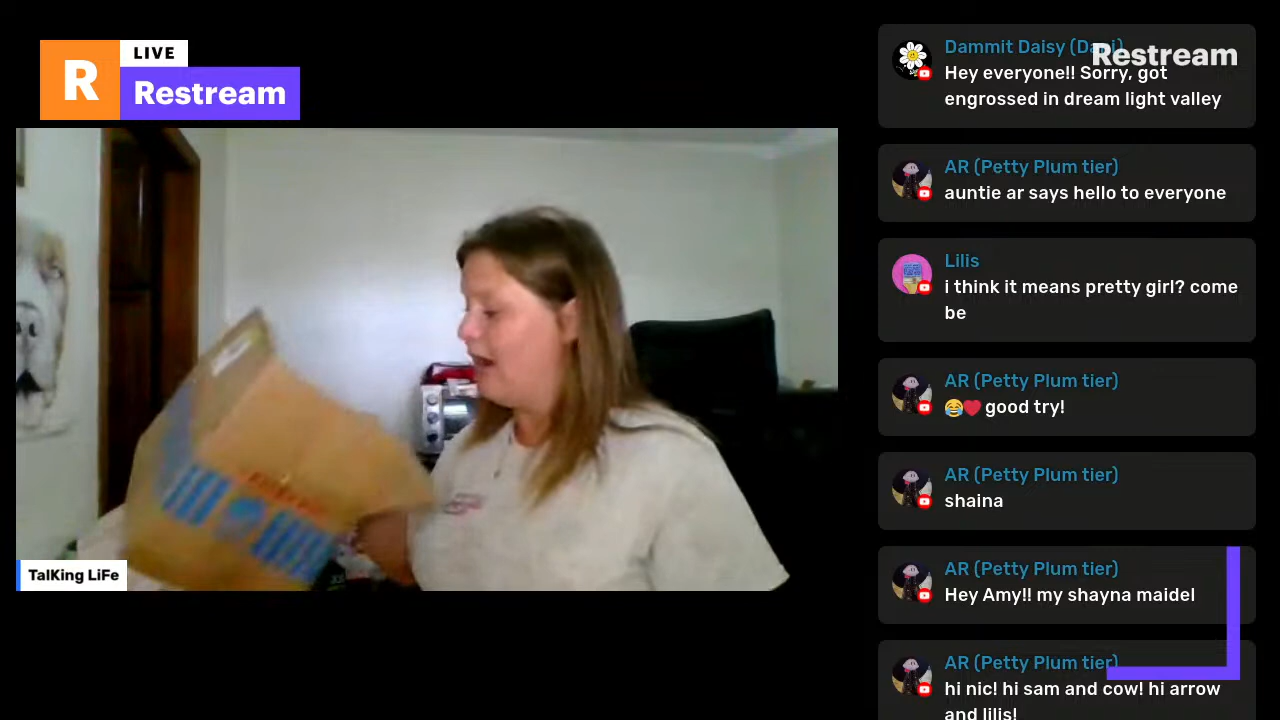 R
LIVE
Restream
Restream
Dammit Daisy (Dani)
Hey everyone!! Sorry, got
engrossed in dream light valley
AR (Petty Plum tier)
auntie ar says hello to everyone
Lilis
i think it means pretty girl? come
be
AR (Petty Plum tier)
😂❤️ good try!
AR (Petty Plum tier)
shaina
AR (Petty Plum tier)
Hey Amy!! my shayna maidel
AR (Petty Plum tier)
hi nic! hi sam and cow! hi arrow
and lilis!
TalKing LiFe